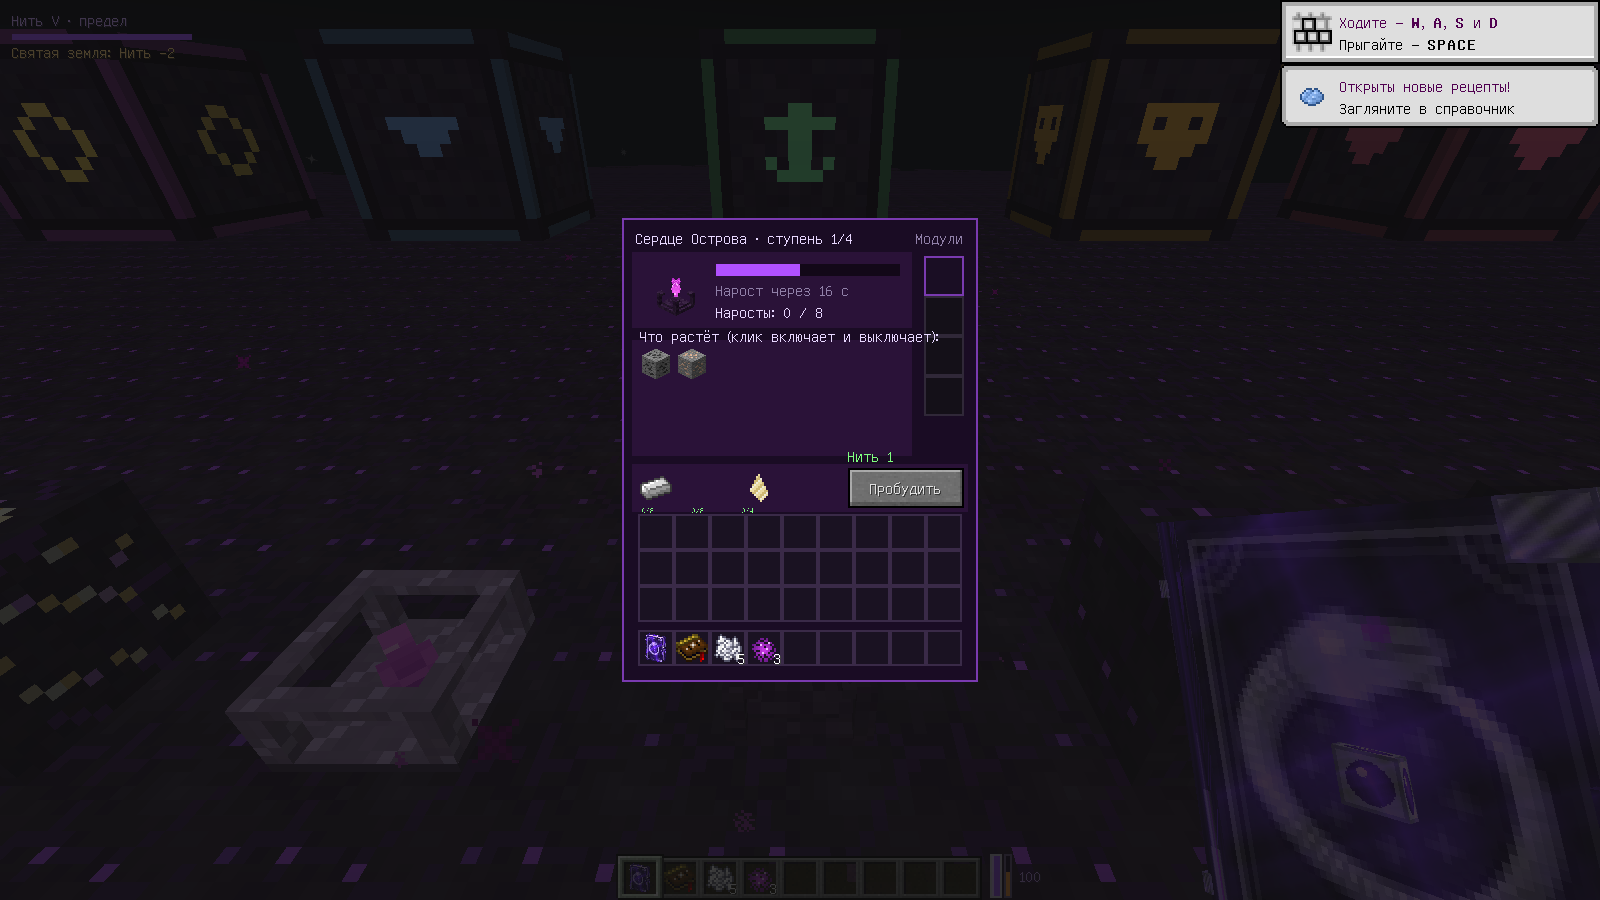 Нить V · предел
Святая земля: Нить -2
Ходите – W, A, S и D
Прыгайте – SPACE
Открыты новые рецепты!
Загляните в справочник
Сердце Острова · ступень 1/4
Модули
Нарост через 16 с
Наросты: 0 / 8
Что растёт (клик включает и выключает):
Нить 1
Пробудить
5
3
5
3
100